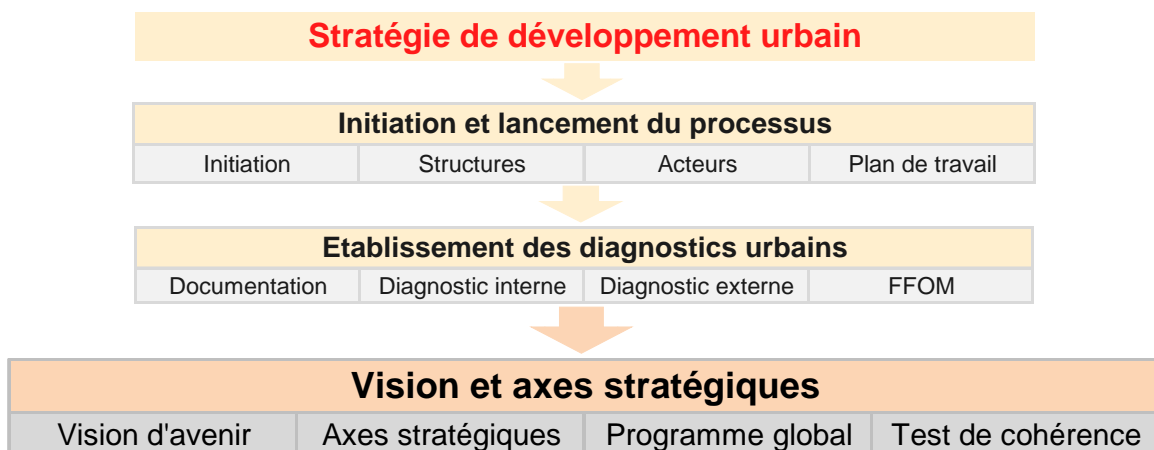 Stratégie de développement urbain
Initiation et lancement du processus
Initiation Structures Acteurs Plan de travail
Etablissement des diagnostics urbains
Documentation Diagnostic interne Diagnostic externe FFOM
Vision et axes stratégiques
Vision d'avenir Axes stratégiques Programme global Test de cohérence